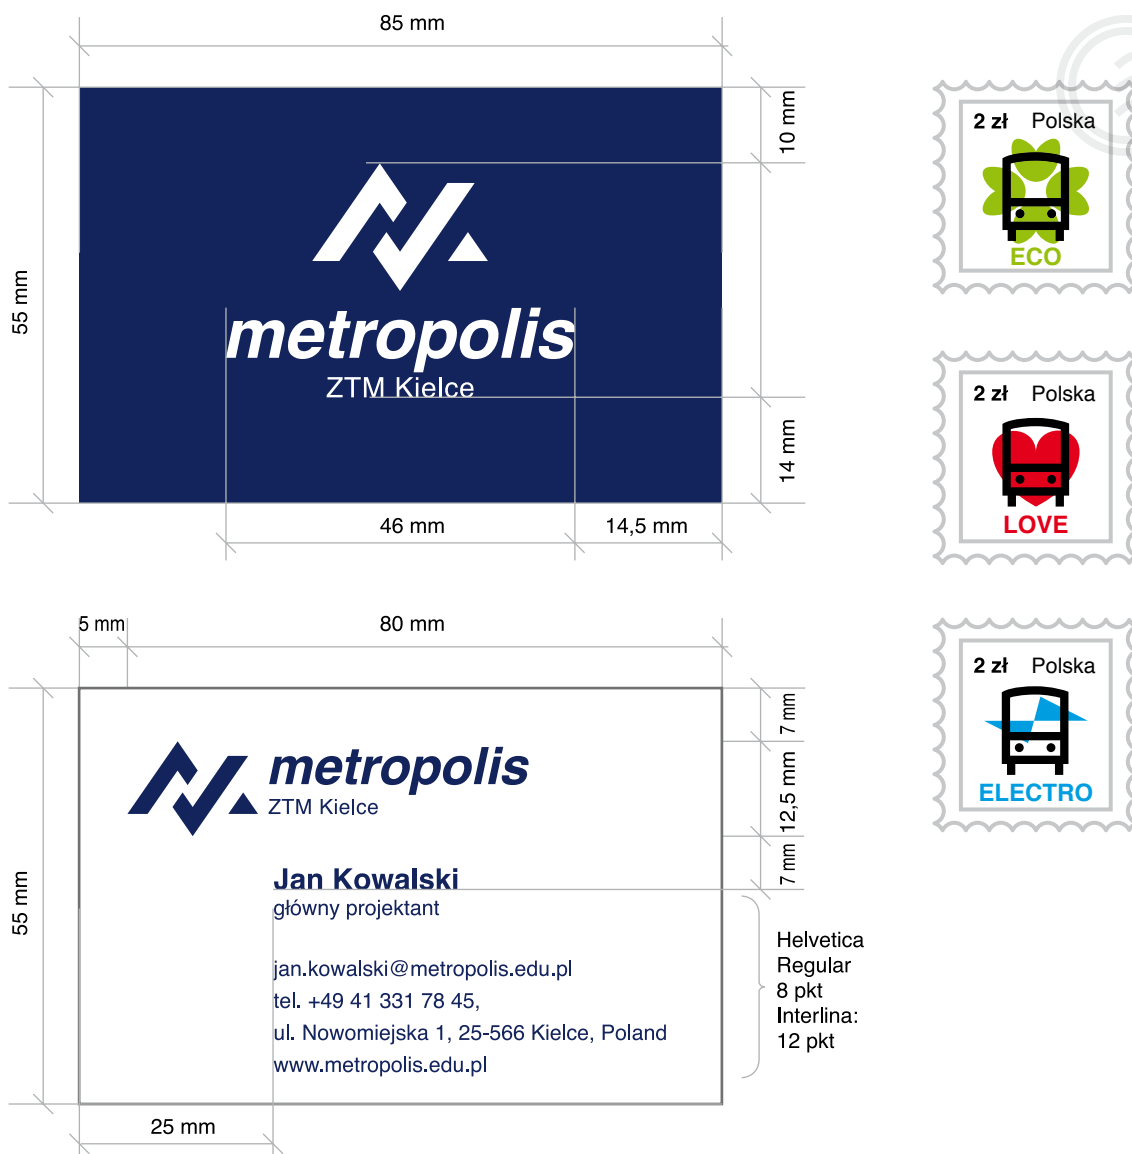 85 mm
10 mm
55 mm
metropolis
ZTM Kielce
14 mm
46 mm
14,5 mm
2 zł Polska
ECO
2 zł Polska
LOVE
5 mm
80 mm
7 mm
12,5 mm
7 mm
55 mm
metropolis
ZTM Kielce
Jan Kowalski
główny projektant
jan.kowalski@metropolis.edu.pl
tel. +49 41 331 78 45,
ul. Nowomiejska 1, 25-566 Kielce, Poland
www.metropolis.edu.pl
Helvetica
Regular
8 pkt
Interlina:
12 pkt
25 mm
2 zł Polska
ELECTRO